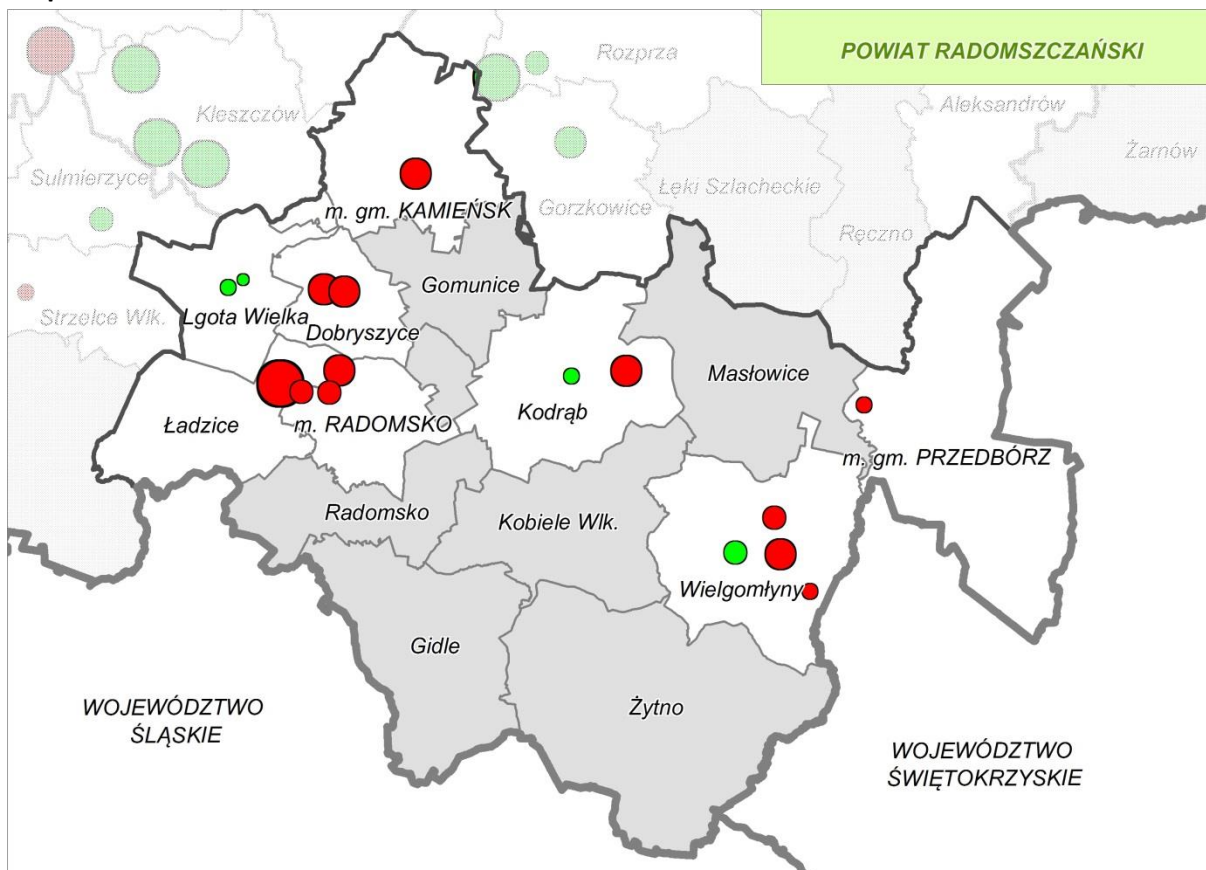 POWIAT RADOMSZCZAŃSKI
Rozprza
Aleksandrów
Kleszczów
Żarnów
Sulmierzyce
Łęki Szlacheckie
m. gm. KAMIEŃSK
Gorzkowice
Ręczno
Gomunice
Strzelce Wlk.
Lgota Wielka
Dobryszyce
Masłowice
Kodrąb
Ładzice
m. RADOMSKO
m. gm. PRZEDBÓRZ
Radomsko
Kobiele Wlk.
Wielgomłyny
Gidle
Żytno
WOJEWÓDZTWO
ŚLĄSKIE
WOJEWÓDZTWO
ŚWIĘTOKRZYSKIE